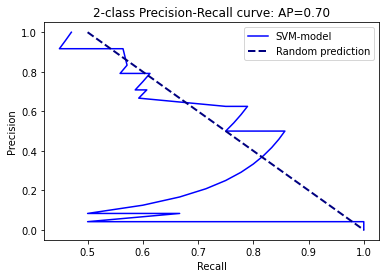 2-class Precision-Recall curve: AP=0.70
SVM-model
Random prediction
Precision
1.0
0.8
0.6
0.4
0.2
0.0
0.5
0.6
0.7
0.8
0.9
1.0
Recall